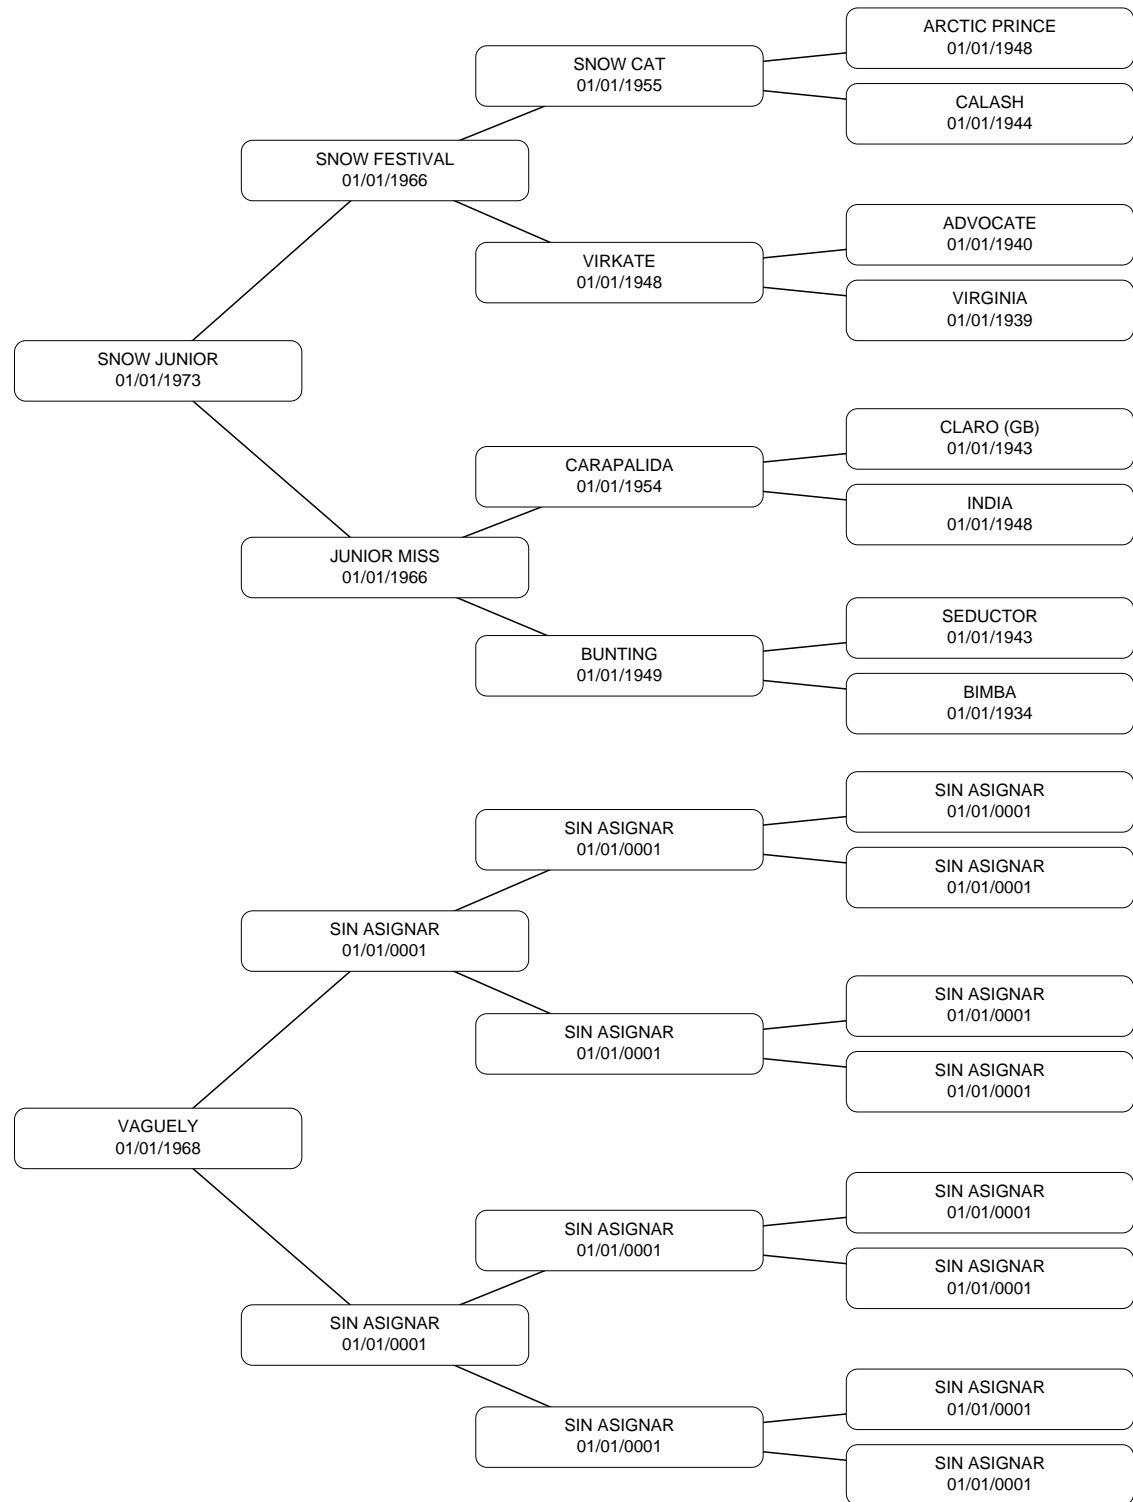 ARCTIC PRINCE
01/01/1948
SNOW CAT
01/01/1955
CALASH
01/01/1944
SNOW FESTIVAL
01/01/1966
ADVOCATE
01/01/1940
VIRKATE
01/01/1948
VIRGINIA
01/01/1939
SNOW JUNIOR
01/01/1973
CLARO (GB)
01/01/1943
CARAPALIDA
01/01/1954
INDIA
01/01/1948
JUNIOR MISS
01/01/1966
SEDUCTOR
01/01/1943
BUNTING
01/01/1949
BIMBA
01/01/1934
SIN ASIGNAR
01/01/0001
SIN ASIGNAR
01/01/0001
SIN ASIGNAR
01/01/0001
SIN ASIGNAR
01/01/0001
SIN ASIGNAR
01/01/0001
SIN ASIGNAR
01/01/0001
SIN ASIGNAR
01/01/0001
VAGUELY
01/01/1968
SIN ASIGNAR
01/01/0001
SIN ASIGNAR
01/01/0001
SIN ASIGNAR
01/01/0001
SIN ASIGNAR
01/01/0001
SIN ASIGNAR
01/01/0001
SIN ASIGNAR
01/01/0001
SIN ASIGNAR
01/01/0001